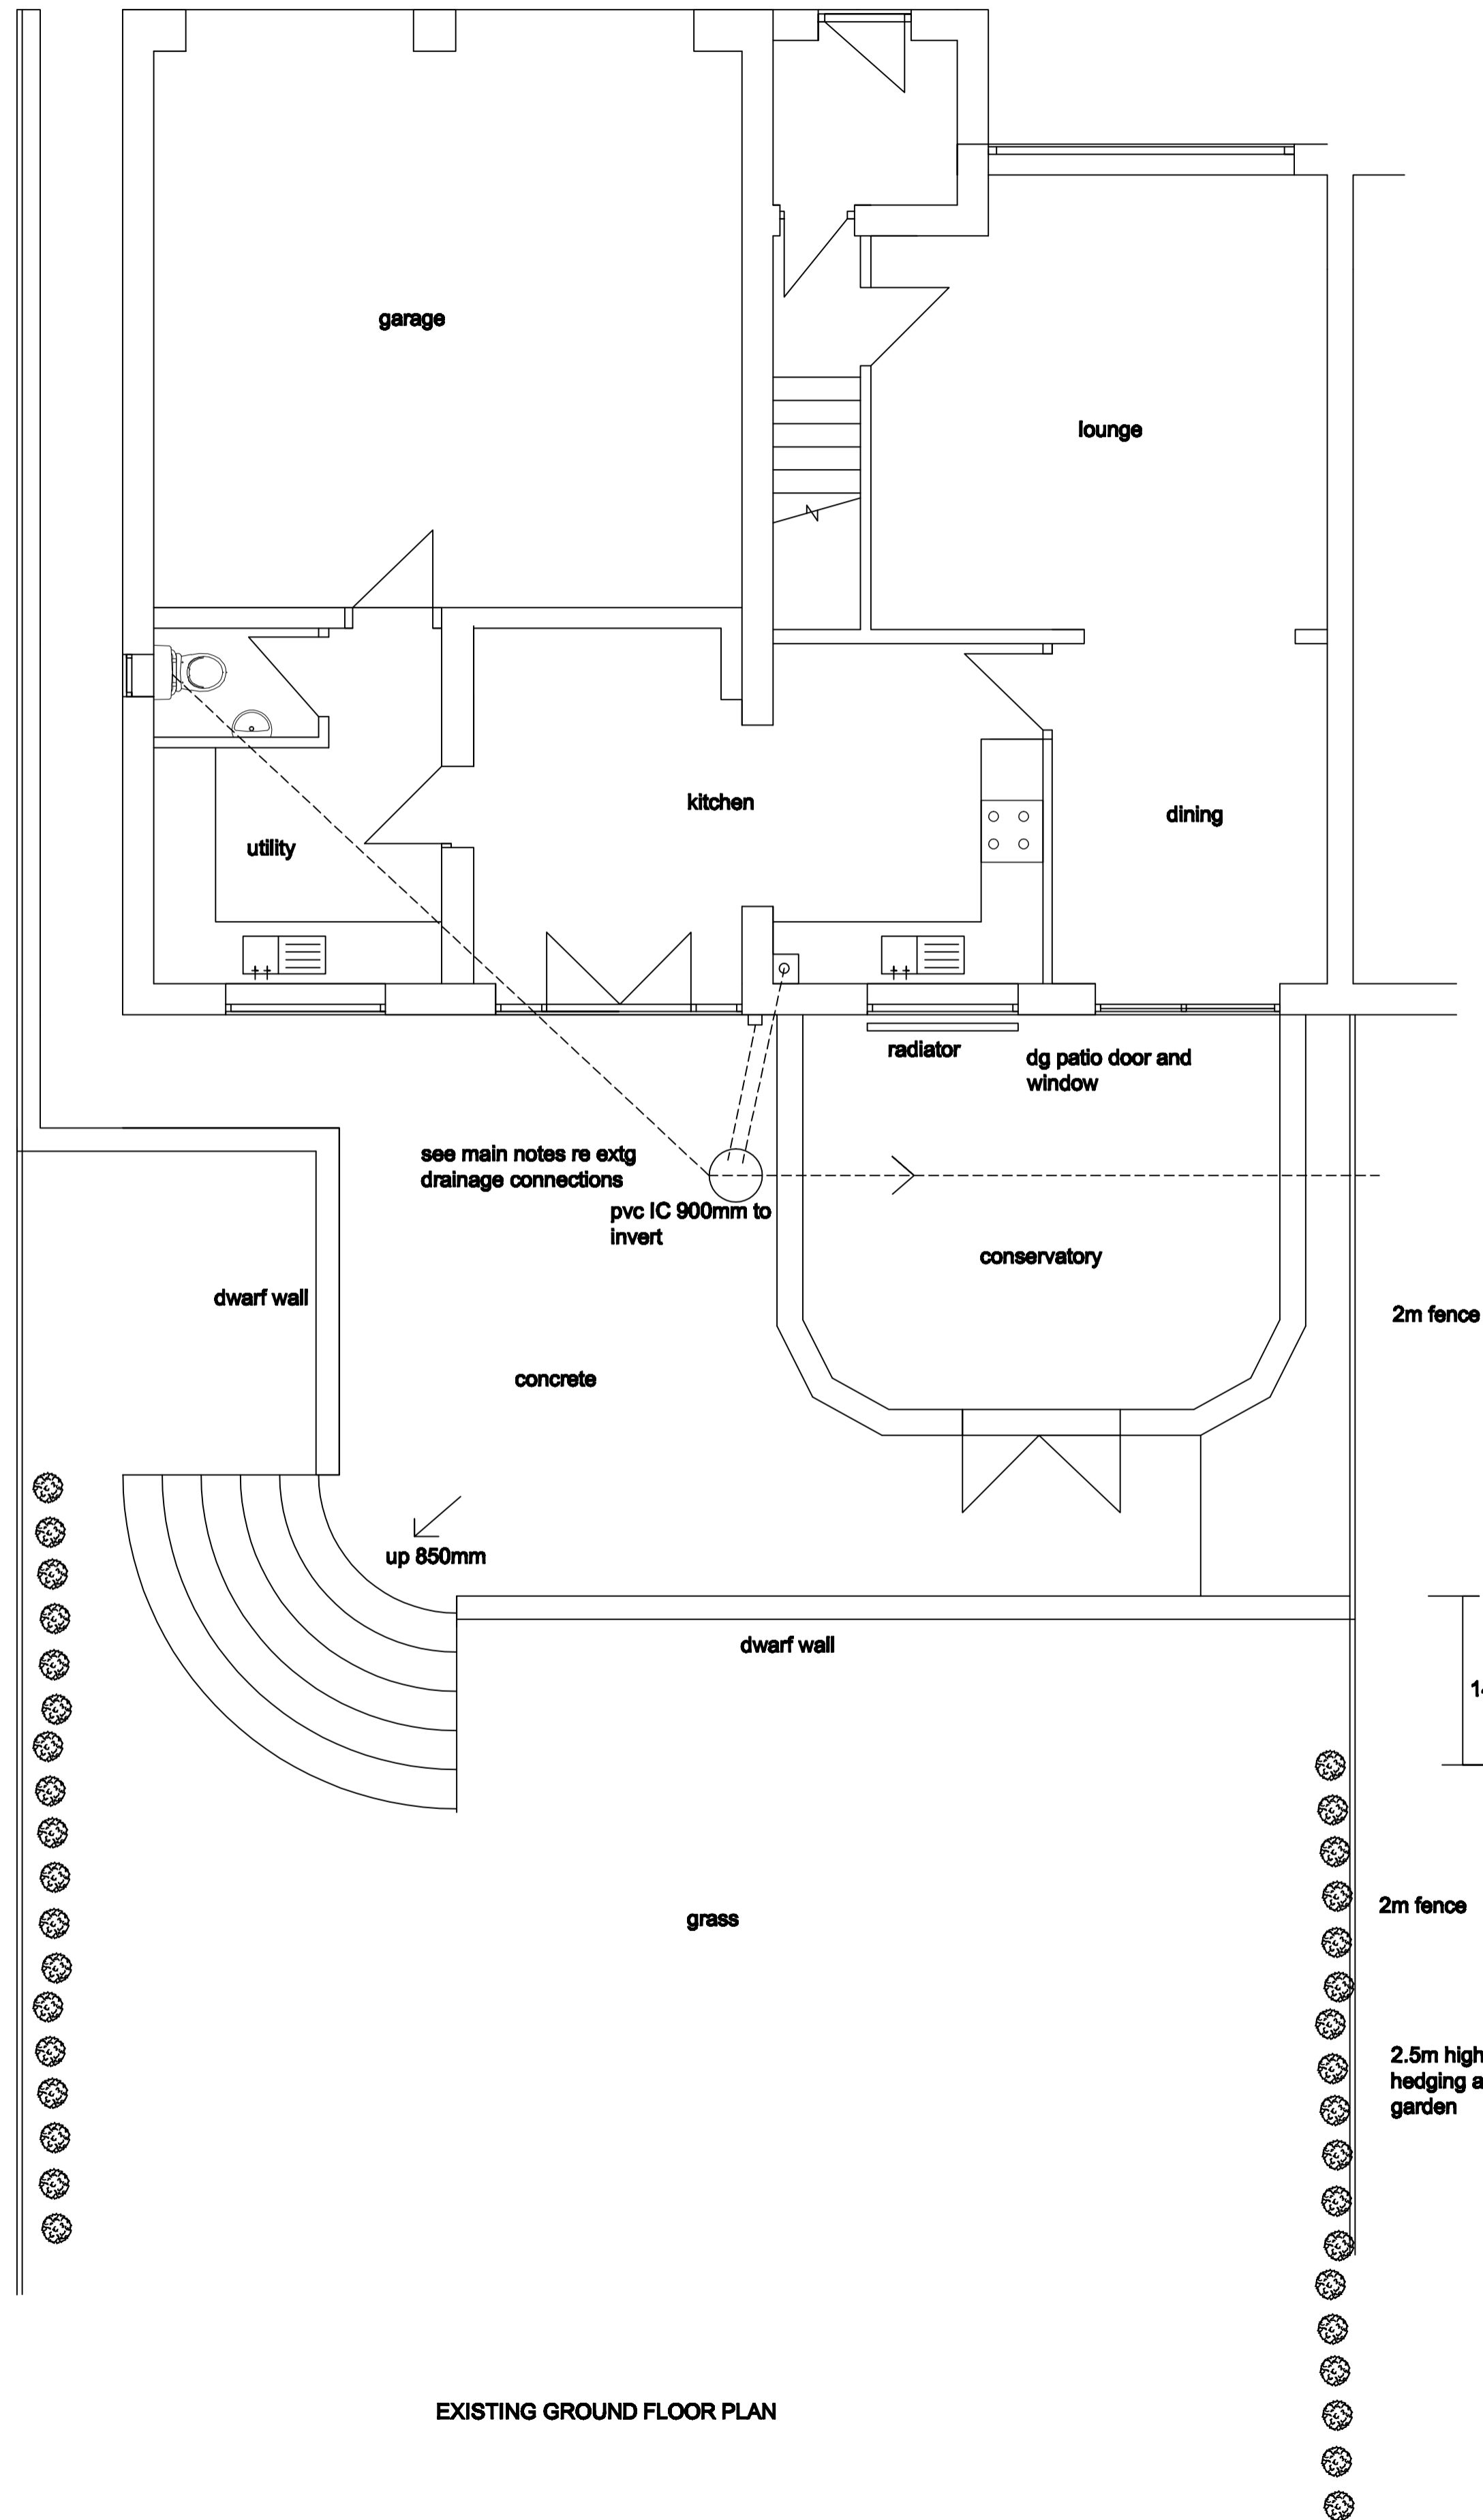 garage
lounge
kitchen
dining
utility
radiator
dg patio door and
window
see main notes re extg
drainage connections
pvc IC 900mm to
invert
conservatory
dwarf wall
2m fence
concrete
up 850mm
dwarf wall
2m fence
grass
2.5m high
hedging
garden
EXISTING GROUND FLOOR PLAN